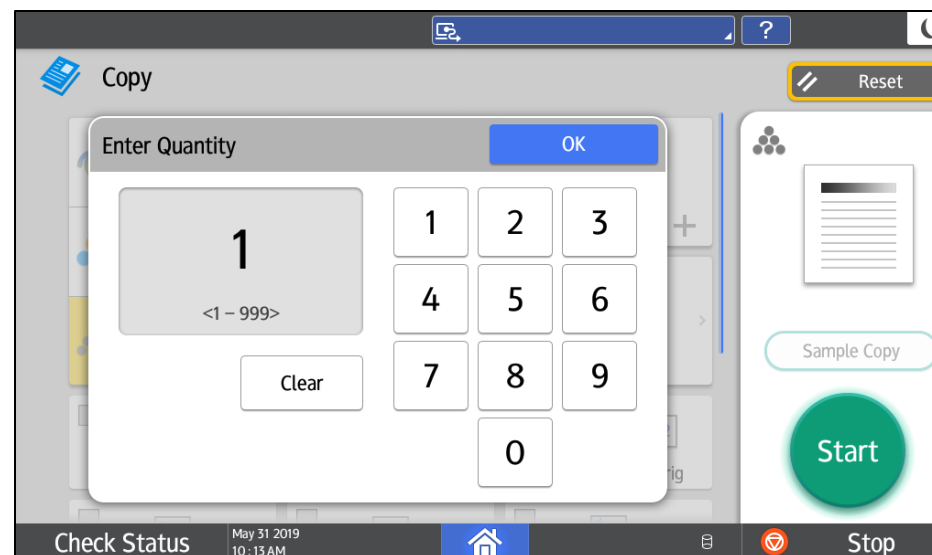 ?
Copy
Reset
Enter Quantity
OK
1
<1 – 999>
Clear
1 2 3
4 5 6
7 8 9
0
rig
Sample Copy
Start
Check Status
May 31 2019
10 : 13 AM
Stop